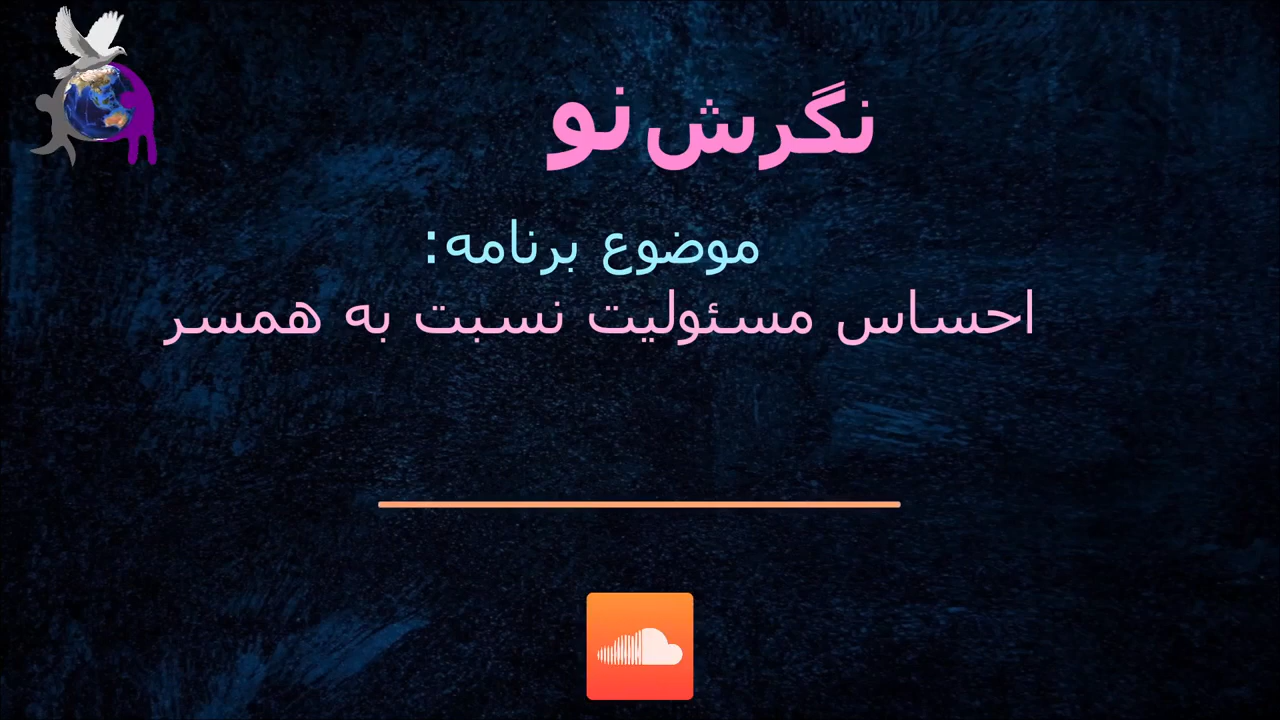 نگرش نو
موضوع برنامه:
احساس مسئولیت نسبت به همسر